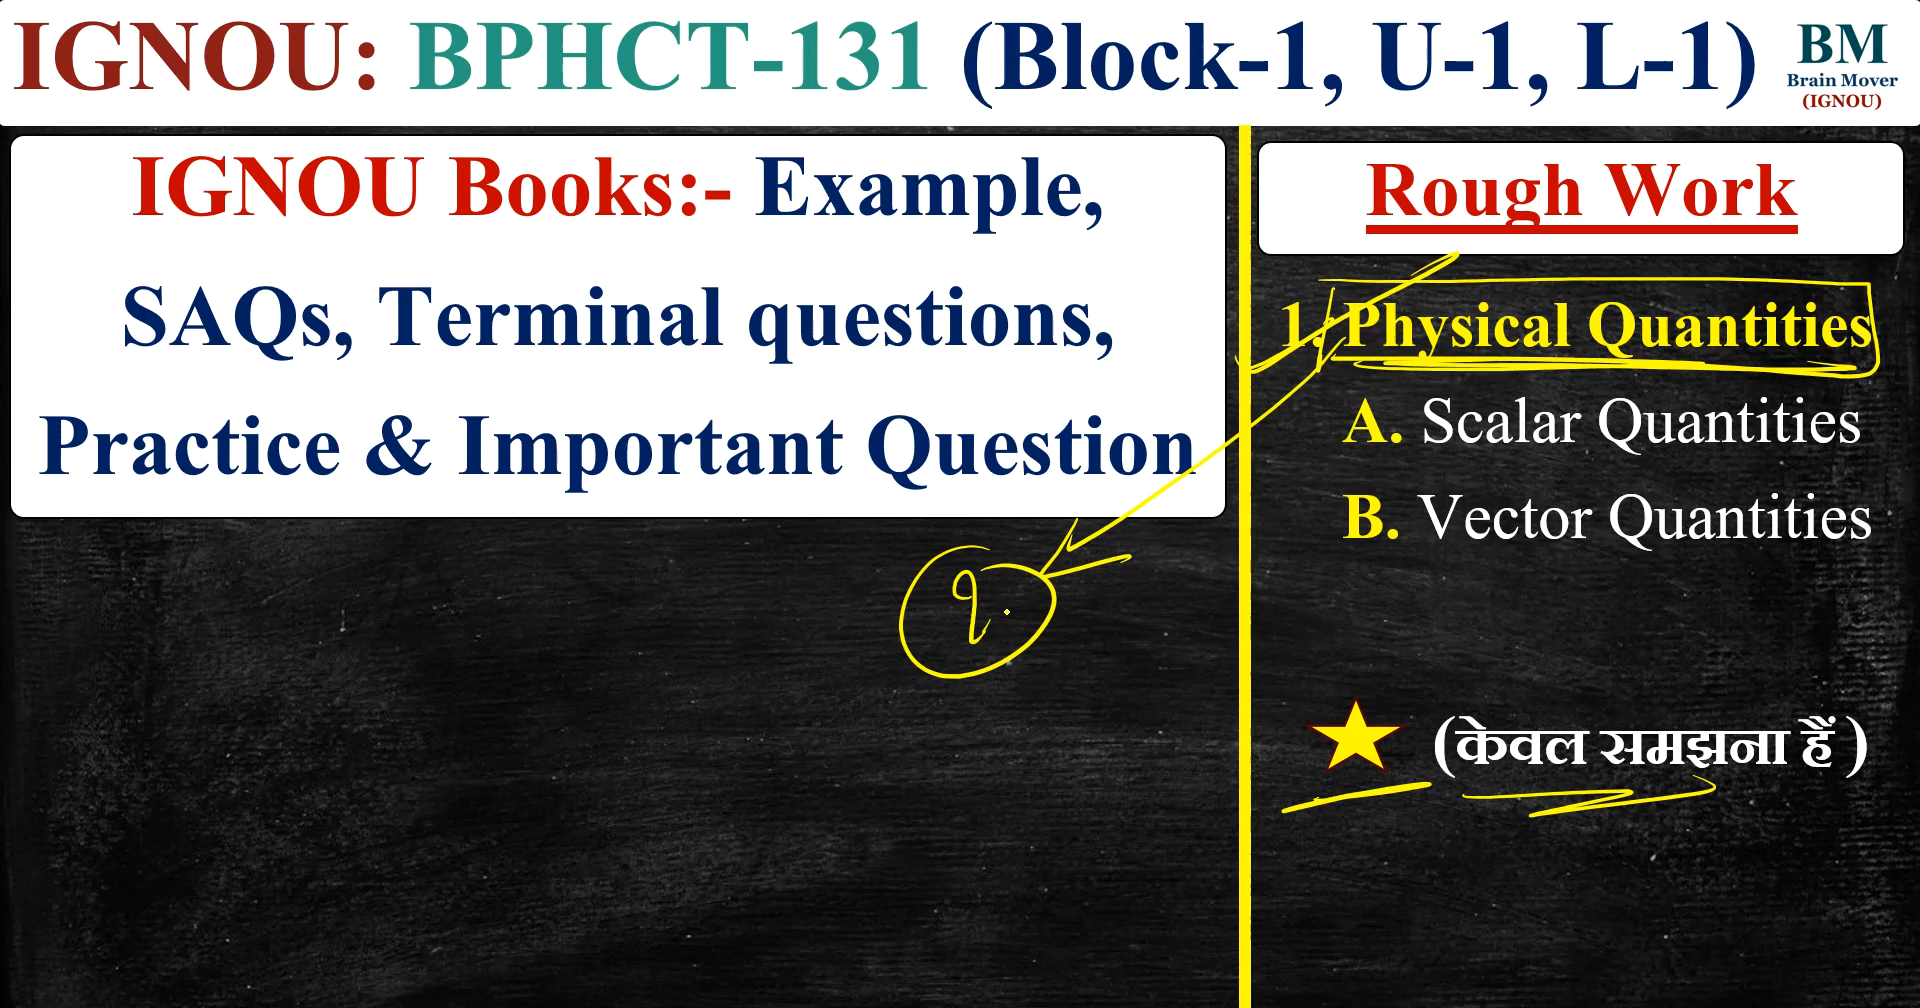 IGNOU: BPHCT-131 (Block-1, U-1, L-1)
BM
Brain Mover
(IGNOU)
IGNOU Books:- Example,
SAQs, Terminal questions,
Practice & Important Question
Rough Work
1. Physical Quantities
A. Scalar Quantities
B. Vector Quantities
(केवल समझना हैं )